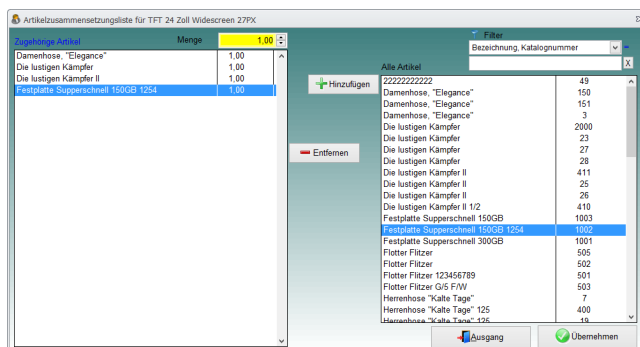 Artikelzusammensetzungsliste für TFT 24 Zoll Widescreen 27PX
Zugehörige Artikel Menge 1,00
Damenhose, "Elegance" 1,00
Die lustigen Kämpfer 1,00
Die lustigen Kämpfer II 1,00
Festplatte Supperschnell 150GB 1254 1,00
Hinzufügen
Entfernen
Filter
Bezeichnung, Katalognummer
Alle Artikel X
22222222222 49
Damenhose, "Elegance" 150
Damenhose, "Elegance" 151
Damenhose, "Elegance" 3
Die lustigen Kämpfer 2000
Die lustigen Kämpfer 23
Die lustigen Kämpfer 27
Die lustigen Kämpfer 28
Die lustigen Kämpfer II 411
Die lustigen Kämpfer II 25
Die lustigen Kämpfer II 26
Die lustigen Kämpfer II 1/2 410
Festplatte Supperschnell 150GB 1003
Festplatte Supperschnell 150GB 1254 1002
Festplatte Supperschnell 300GB 1001
Flotter Flitzer 505
Flotter Flitzer 502
Flotter Flitzer 123456789 501
Flotter Flitzer G/5 F/W 503
Herrenhose "Kalte Tage" 7
Herrenhose "Kalte Tage" 125 400
Herrenhose "Kalte Tage" 125 19
Ausgang
Übernehmen